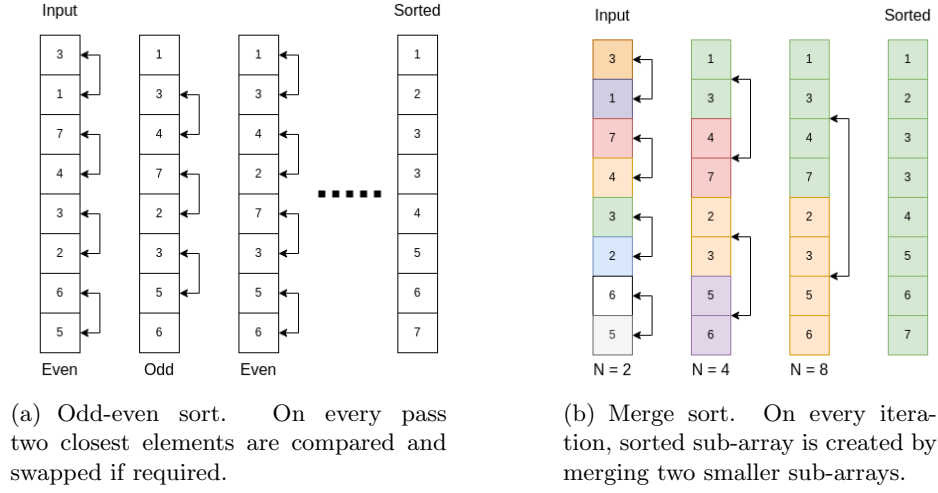 Input Sorted
3 1 1 1
1 3 3 2
7 4 4 3
4 7 2 3
3 2 7 4
2 3 3 5
6 5 5 6
5 6 6 7
Even Odd Even
(a) Odd-even sort. On every pass
two closest elements are compared and
swapped if required.
Input Sorted
3 1 1 1
1 3 3 2
7 4 4 3
4 7 7 3
3 2 2 4
2 3 3 5
6 5 5 6
5 6 6 7
N = 2 N = 4 N = 8
(b) Merge sort. On every itera-
tion, sorted sub-array is created by
merging two smaller sub-arrays.